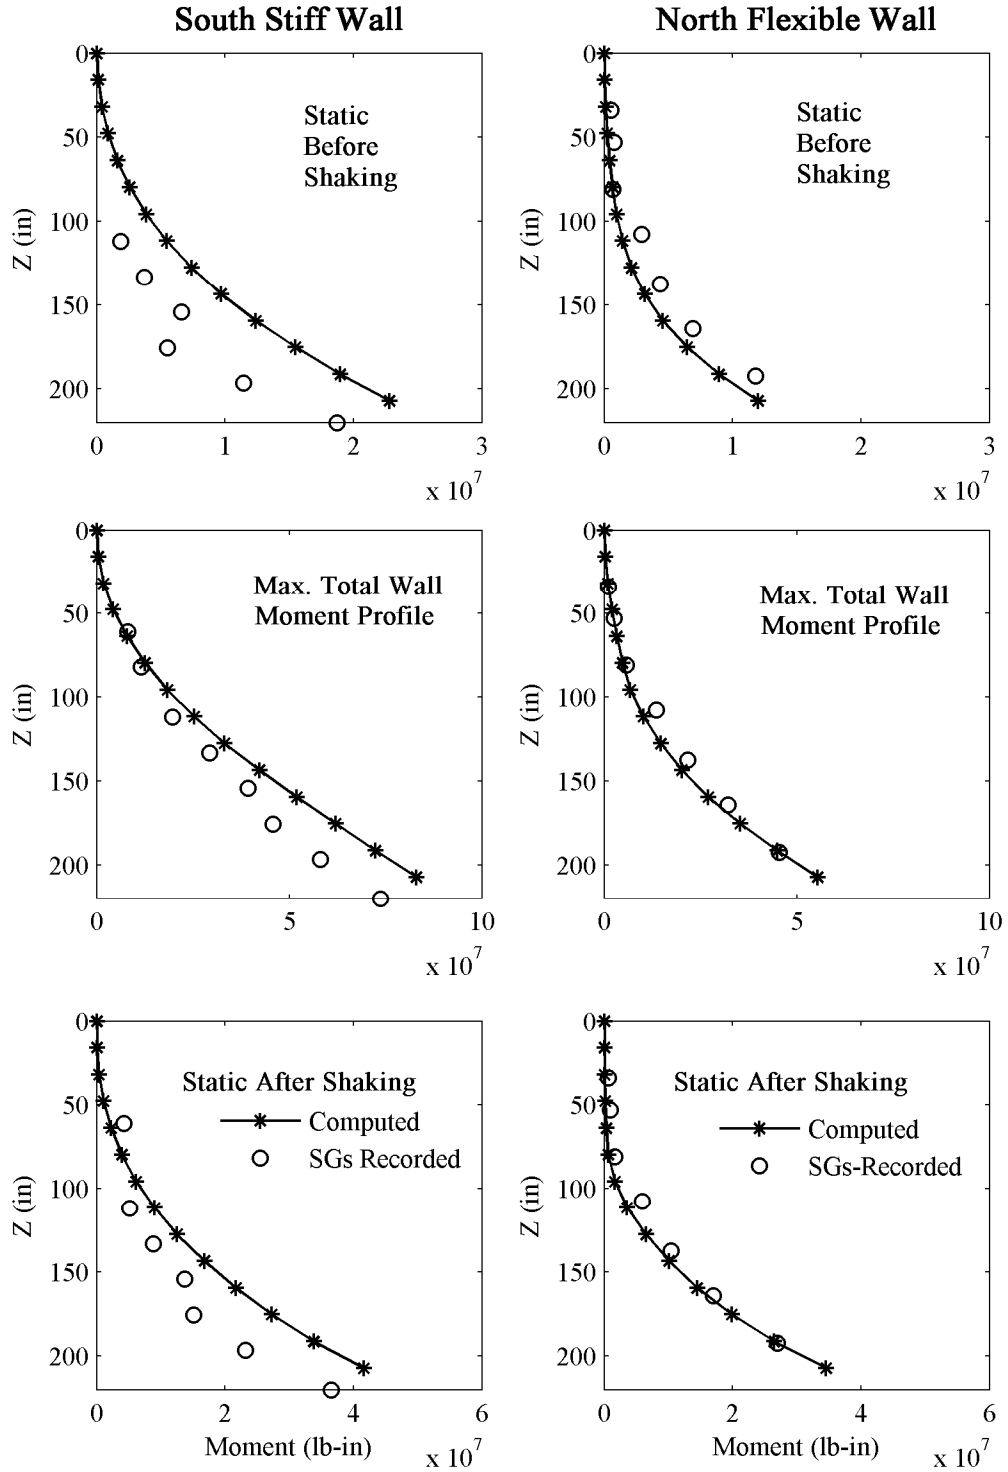 South Stiff Wall
North Flexible Wall
0
50
100
150
200
Z (in)
Static
Before
Shaking
0
1
2
3
x 10^7
0
50
100
150
200
Z (in)
Static
Before
Shaking
0
1
2
3
x 10^7
0
50
100
150
200
Z (in)
Max. Total Wall
Moment Profile
0
5
10
x 10^7
0
50
100
150
200
Z (in)
Max. Total Wall
Moment Profile
0
5
10
x 10^7
0
50
100
150
200
Z (in)
Static After Shaking
Computed
SGs Recorded
0
2
4
6
Moment (lb-in)
x 10^7
0
50
100
150
200
Z (in)
Static After Shaking
Computed
SGs-Recorded
0
2
4
6
Moment (lb-in)
x 10^7